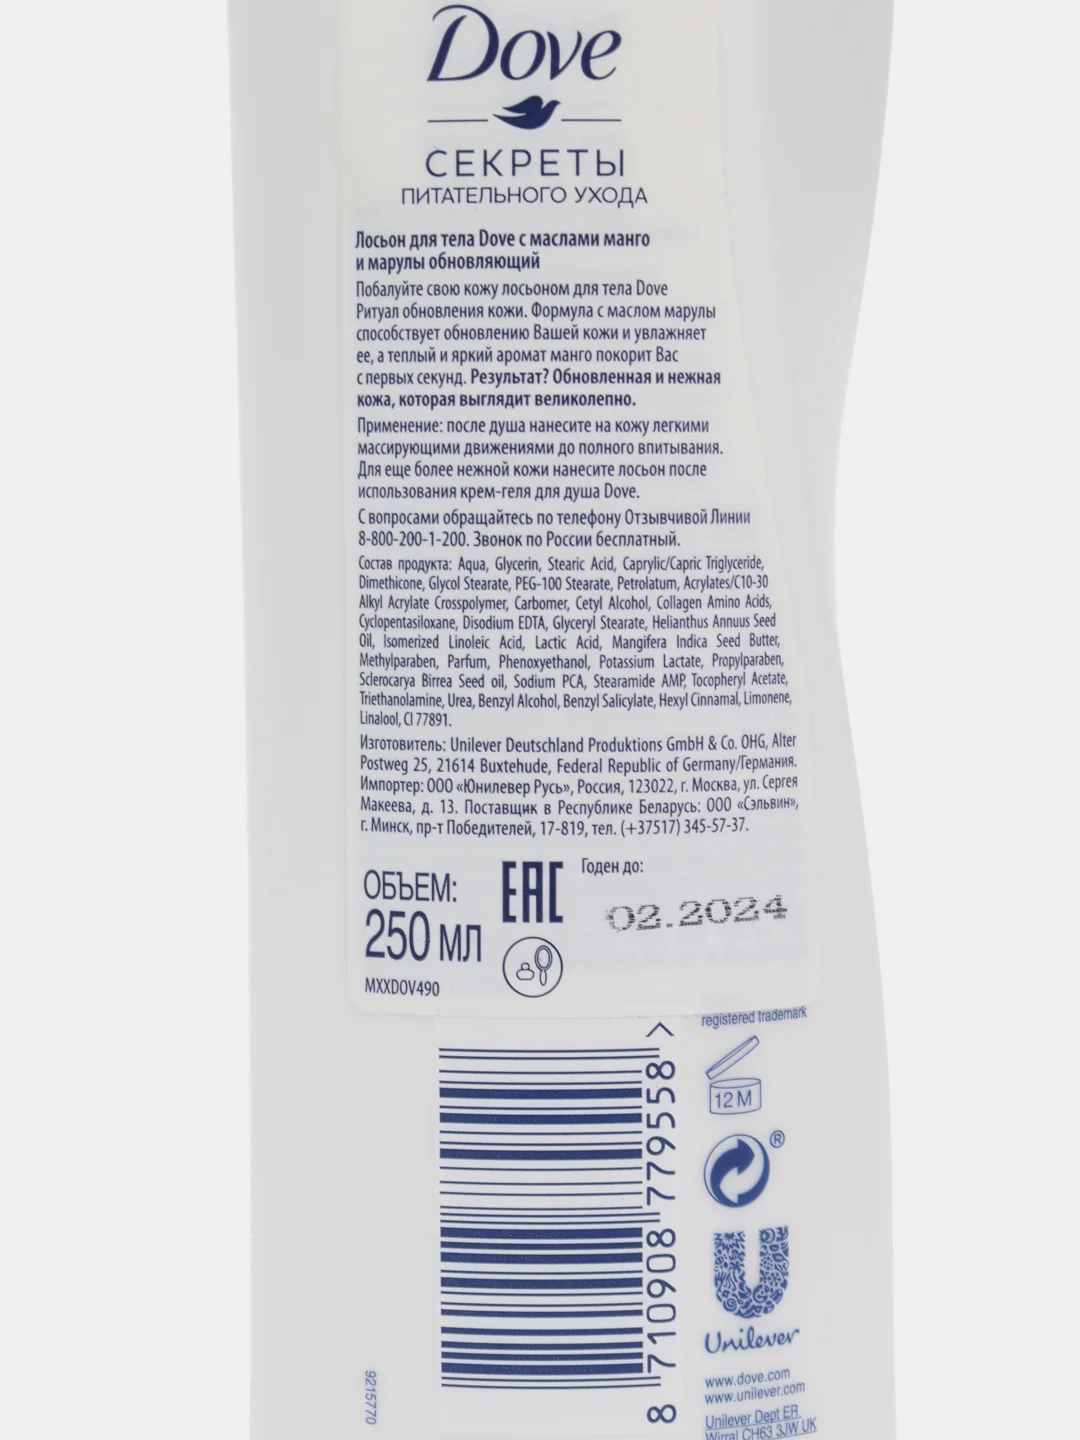 Dove
СЕКРЕТЫ
ПИТАТЕЛЬНОГО УХОДА
Лосьон для тела Dove с маслами манго
и марулы обновляющий
Побалуйте свою кожу лосьоном для тела Dove
Ритуал обновления кожи. Формула с маслом марулы
способствует обновлению Вашей кожи и увлажняет
ее, а теплый и яркий аромат манго покорит Вас
с первых секунд. Результат? Обновленная и нежная
кожа, которая выглядит великолепно.
Применение: после душа нанесите на кожу легкими
массирующими движениями до полного впитывания.
Для еще более нежной кожи нанесите лосьон после
использования крем-геля для душа Dove.
С вопросами обращайтесь по телефону Отзывчивой Линии
8-800-200-1-200. Звонок по России бесплатный.
Состав продукта: Aqua, Glycerin, Stearic Acid, Caprylic/Capric Triglyceride,
Dimethicone, Glycol Stearate, PEG-100 Stearate, Petrolatum, Acrylates/C10-30
Alkyl Acrylate Crosspolymer, Carbomer, Cetyl Alcohol, Collagen Amino Acids,
Cyclopentasiloxane, Disodium EDTA, Glyceryl Stearate, Helianthus Annuus Seed
Oil, Isomerized Linoleic Acid, Lactic Acid, Mangifera Indica Seed Butter,
Methylparaben, Parfum, Phenoxyethanol, Potassium Lactate, Propylparaben,
Sclerocarya Birrea Seed oil, Sodium PCA, Stearamide AMP, Tocopheryl Acetate,
Triethanolamine, Urea, Benzyl Alcohol, Benzyl Salicylate, Hexyl Cinnamal, Limonene,
Linalool, CI 77891.
Изготовитель: Unilever Deutschland Produktions GmbH & Co. OHG, Alter
Postweg 25, 21614 Buxtehude, Federal Republic of Germany/Германия.
Импортер: ООО «Юнилевер Русь», Россия, 123022, г. Москва, ул. Сергея
Макеева, д. 13. Поставщик в Республике Беларусь: ООО «Сэльвин»,
г. Минск, пр-т Победителей, 17-819, тел. (+37517) 345-57-37.
ОБЪЕМ:
250 МЛ
MXXDOV490
EAC
Годен до:
02.2024
registered trademark
12 M
®
8 710908 779558 >
Unilever
www.dove.com
www.unilever.com
Unilever Dept ER
Wirral CH63 3JW UK
9215770